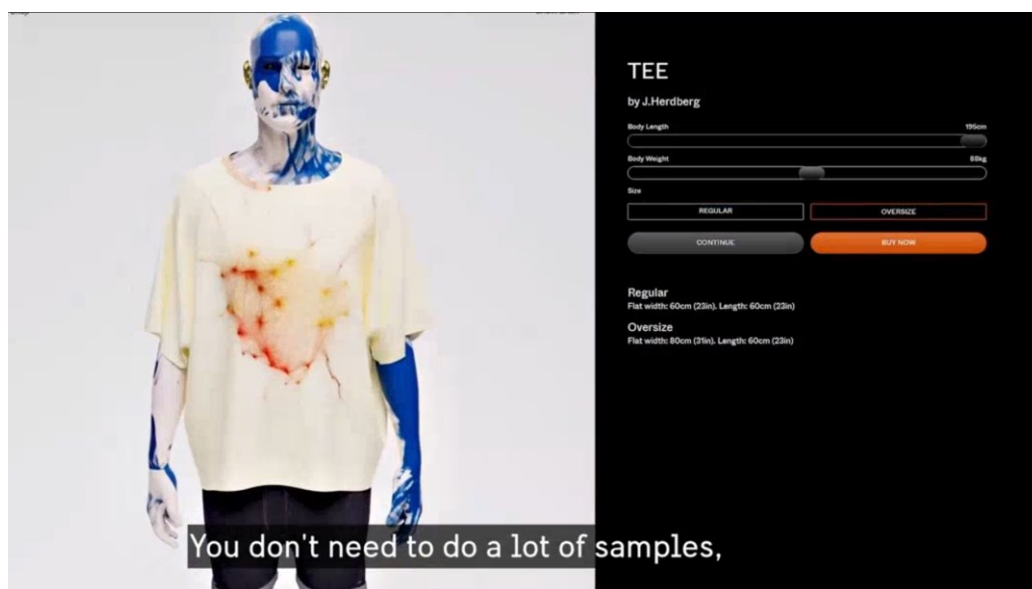 TEE
by J.Herdberg
Body Length 195cm
Body Weight 88kg
Size
REGULAR OVERSIZE
CONTINUE BUY NOW
Regular
Flat width: 60cm (23in). Length: 60cm (23in)
Oversize
Flat width: 80cm (31in). Length: 60cm (23in)
You don't need to do a lot of samples,